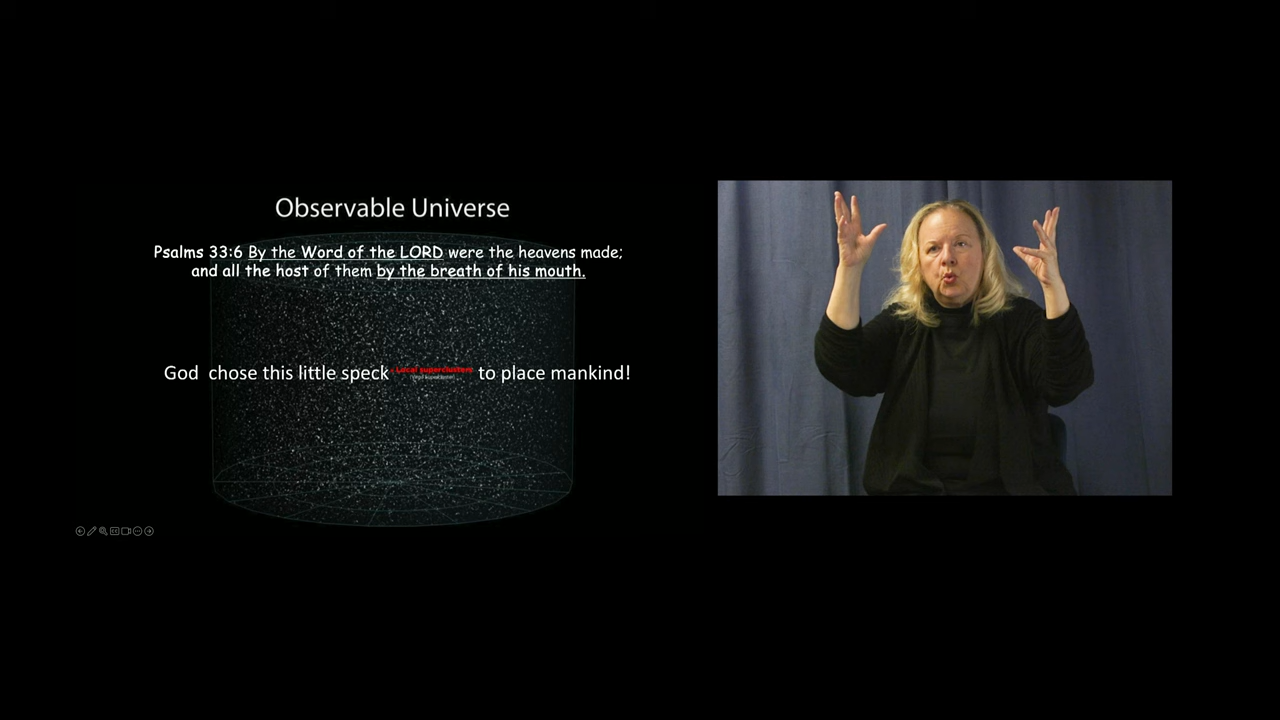 Observable Universe
Psalms 33:6 By the Word of the LORD were the heavens made;
and all the host of them by the breath of his mouth.
God chose this little speck Local superclusters to place mankind!